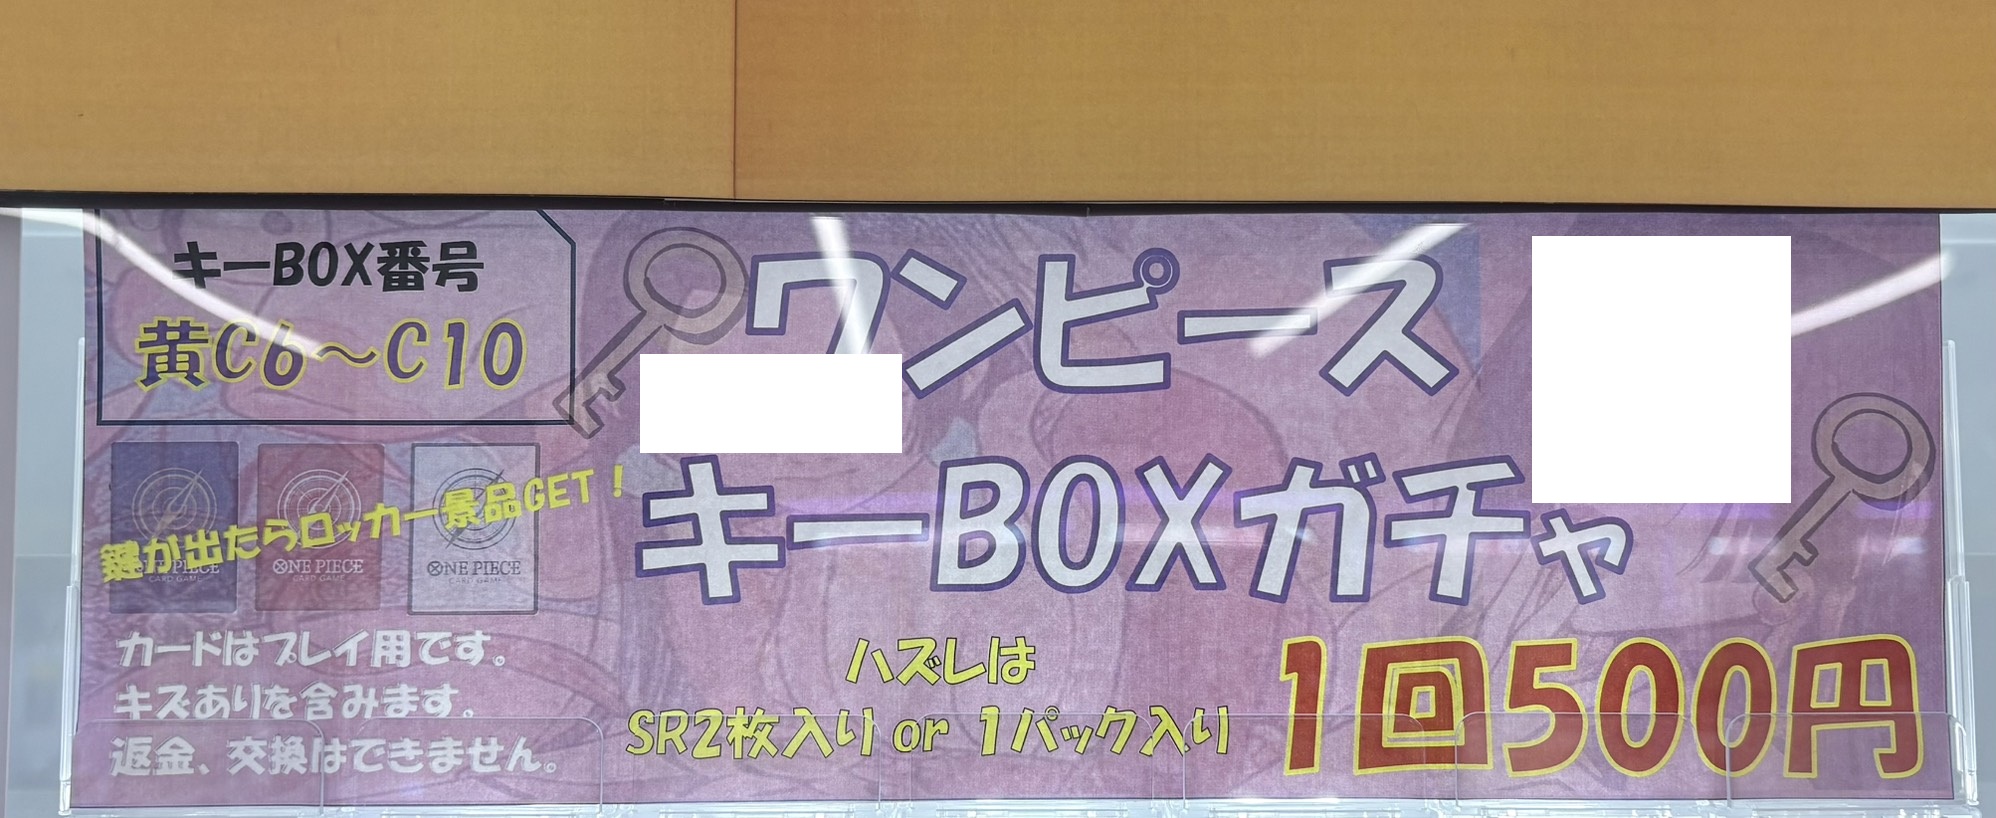 キーBOX番号
黄C6～C10
ワンピース
キーBOXガチャ
鍵が出たらロッカー景品GET！
ONE PIECE
CARD GAME
ONE PIECE
CARD GAME
ONE PIECE
CARD GAME
カードはプレイ用です。
キズありを含みます。
返金、交換はできません。
ハズレは
SR2枚入り or 1パック入り
1回500円